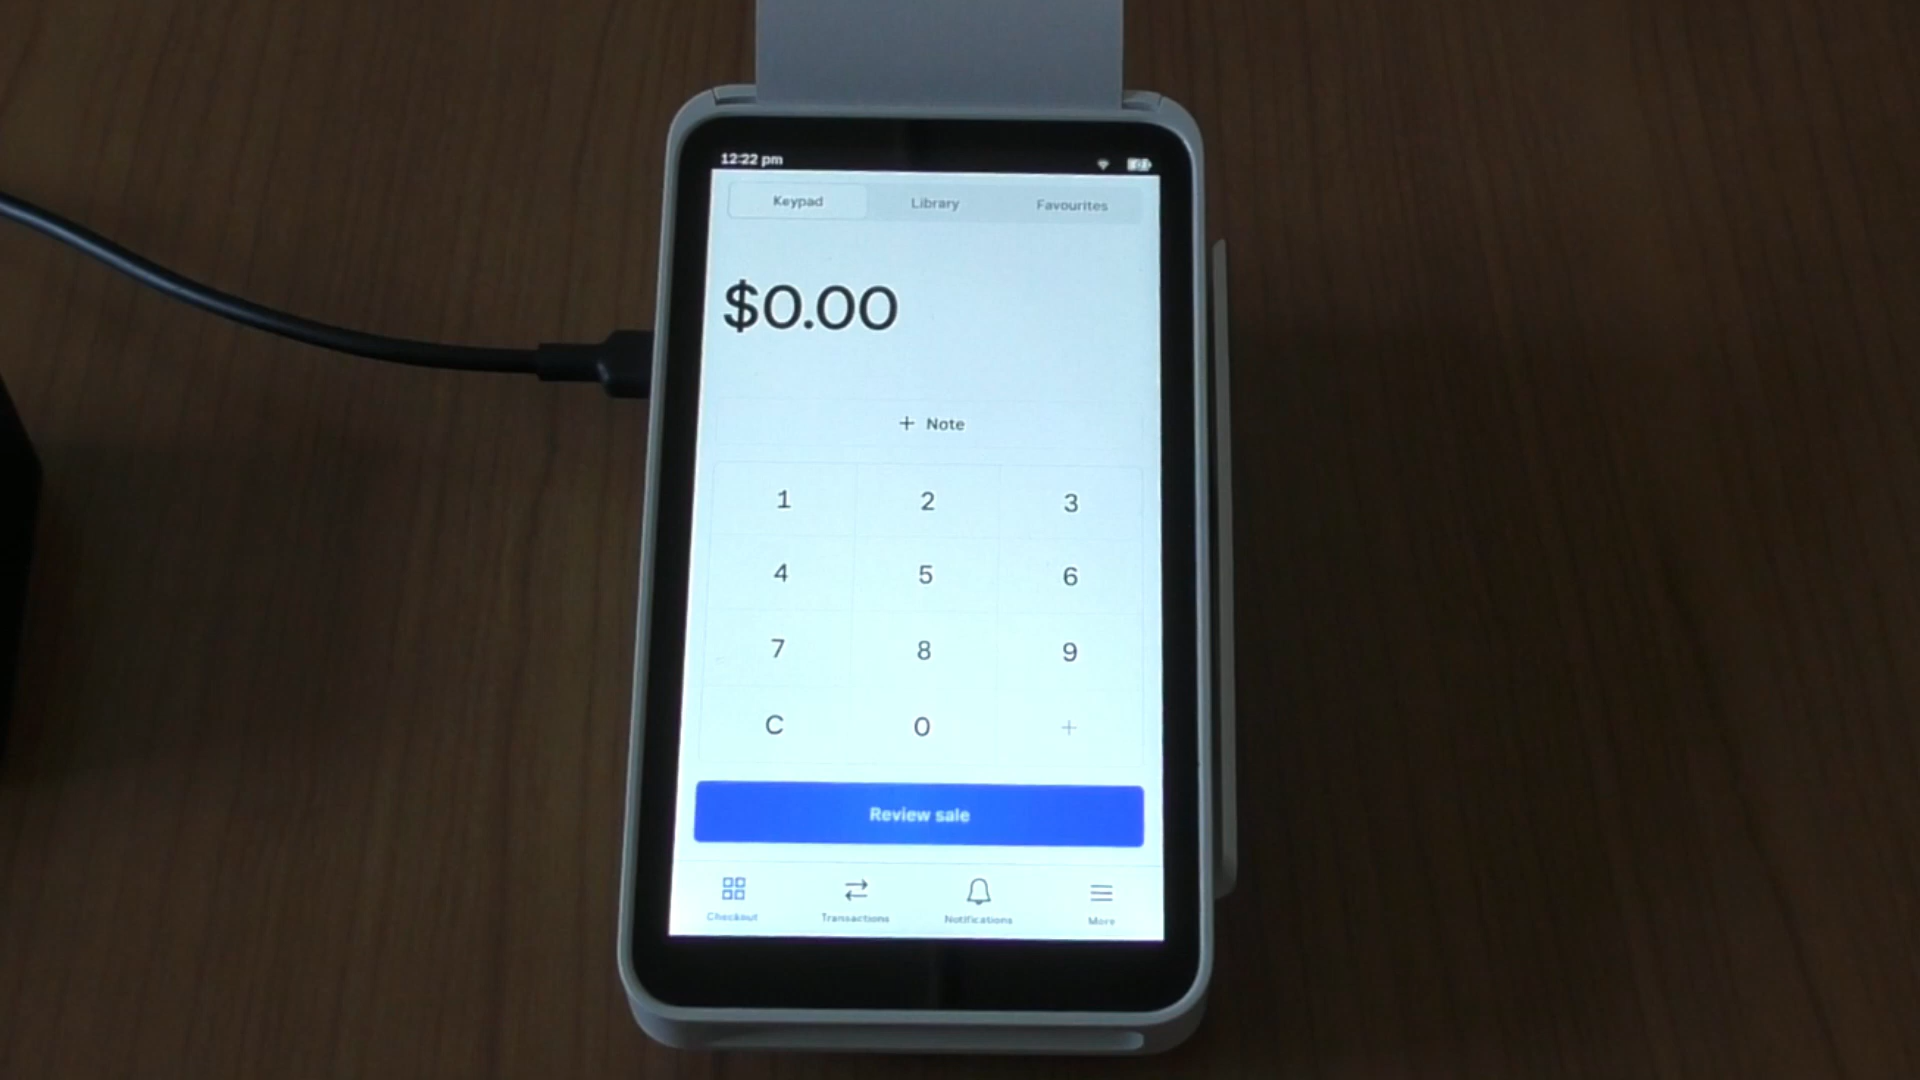 12:22 pm
Keypad Library Favourites
$0.00
+ Note
1 2 3
4 5 6
7 8 9
C 0 +
Review sale
Checkout Transactions Notifications More